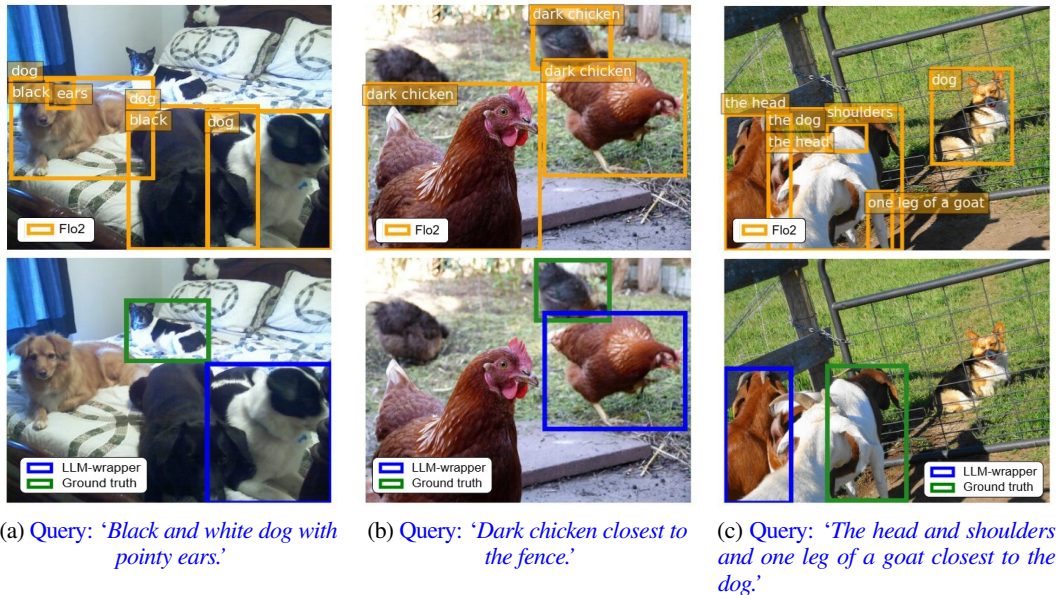 dog
black ears
dog
black
dog
Flo2
dark chicken
dark chicken
dark chicken
Flo2
dog
the head
shoulders
the dog
the head
one leg of a goat
Flo2
LLM-wrapper
Ground truth
LLM-wrapper
Ground truth
LLM-wrapper
Ground truth
(a) Query: ‘Black and white dog with
pointy ears.’
(b) Query: ‘Dark chicken closest to
the fence.’
(c) Query: ‘The head and shoulders
and one leg of a goat closest to the
dog.’